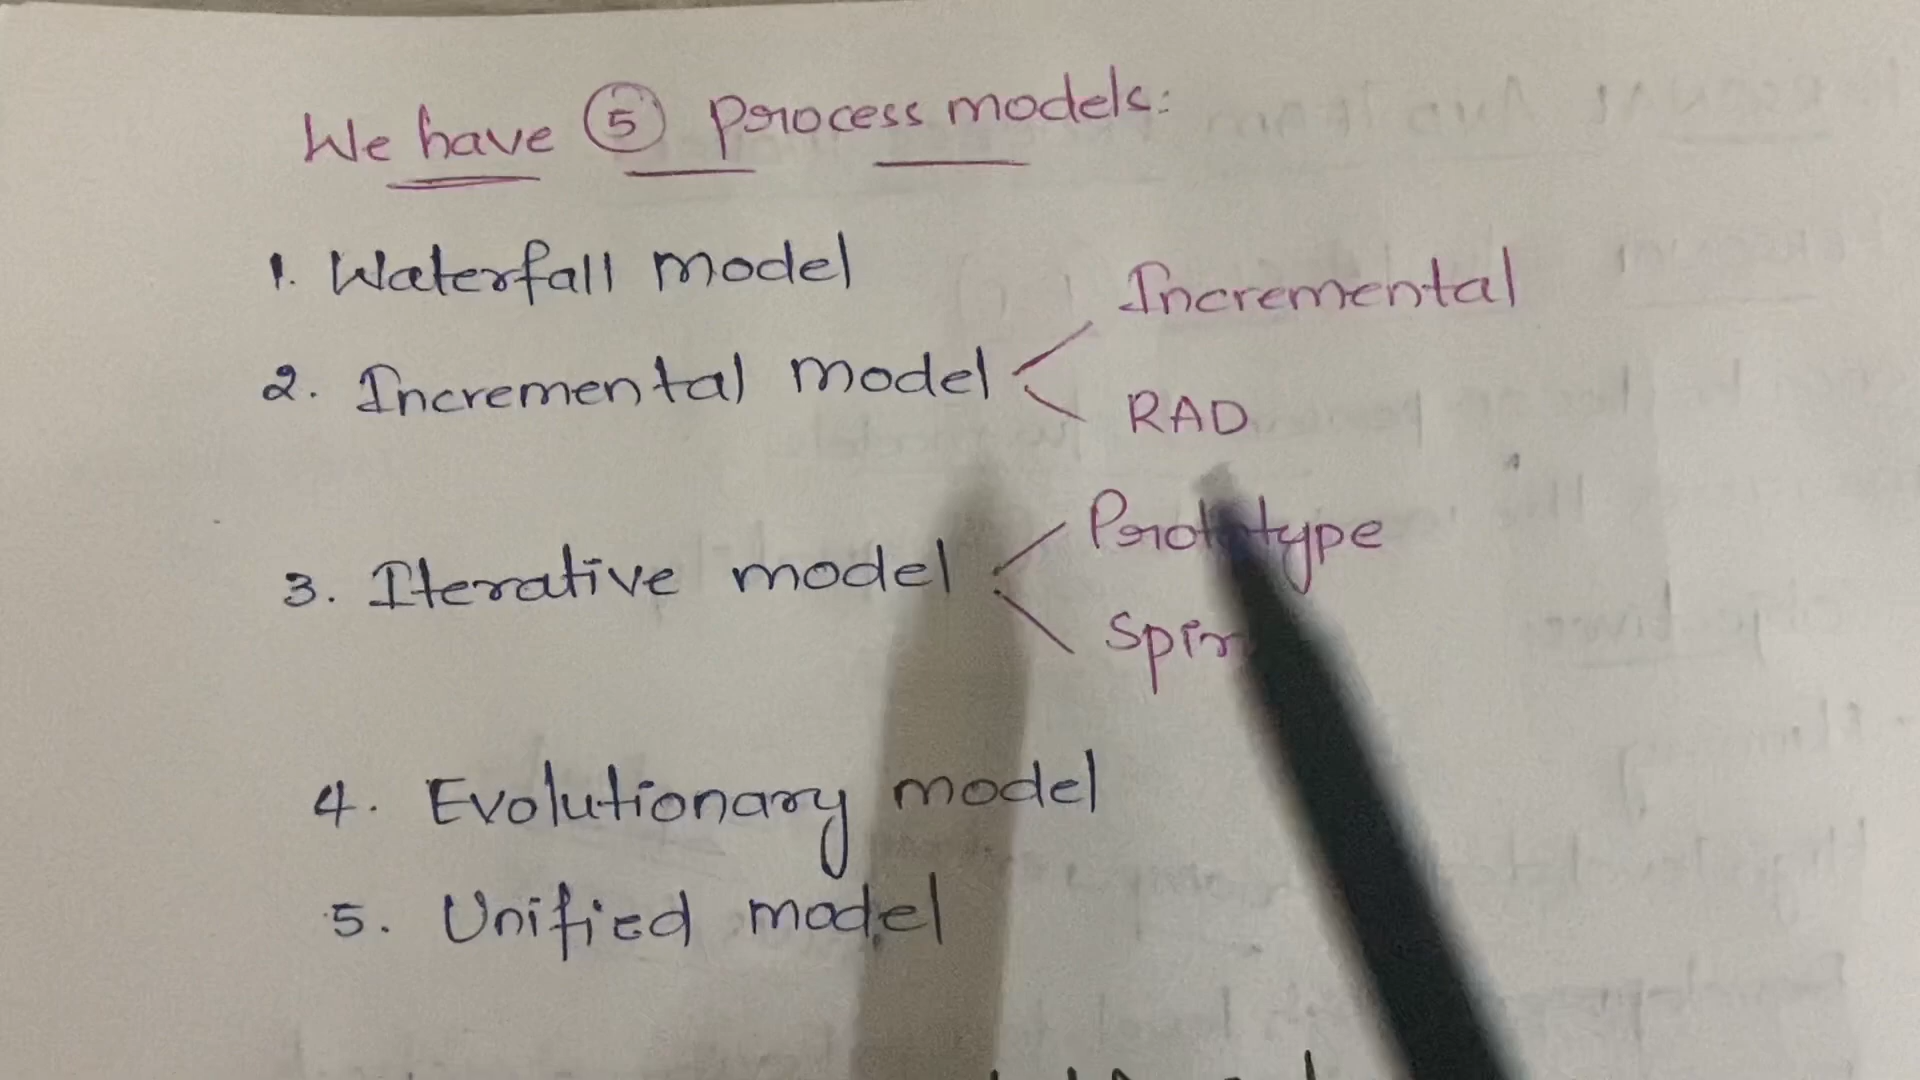 We have 5 process models:
1. Waterfall model
2. Incremental model
Incremental
RAD
3. Iterative model
Prototype
4. Evolutionary model
5. Unified model